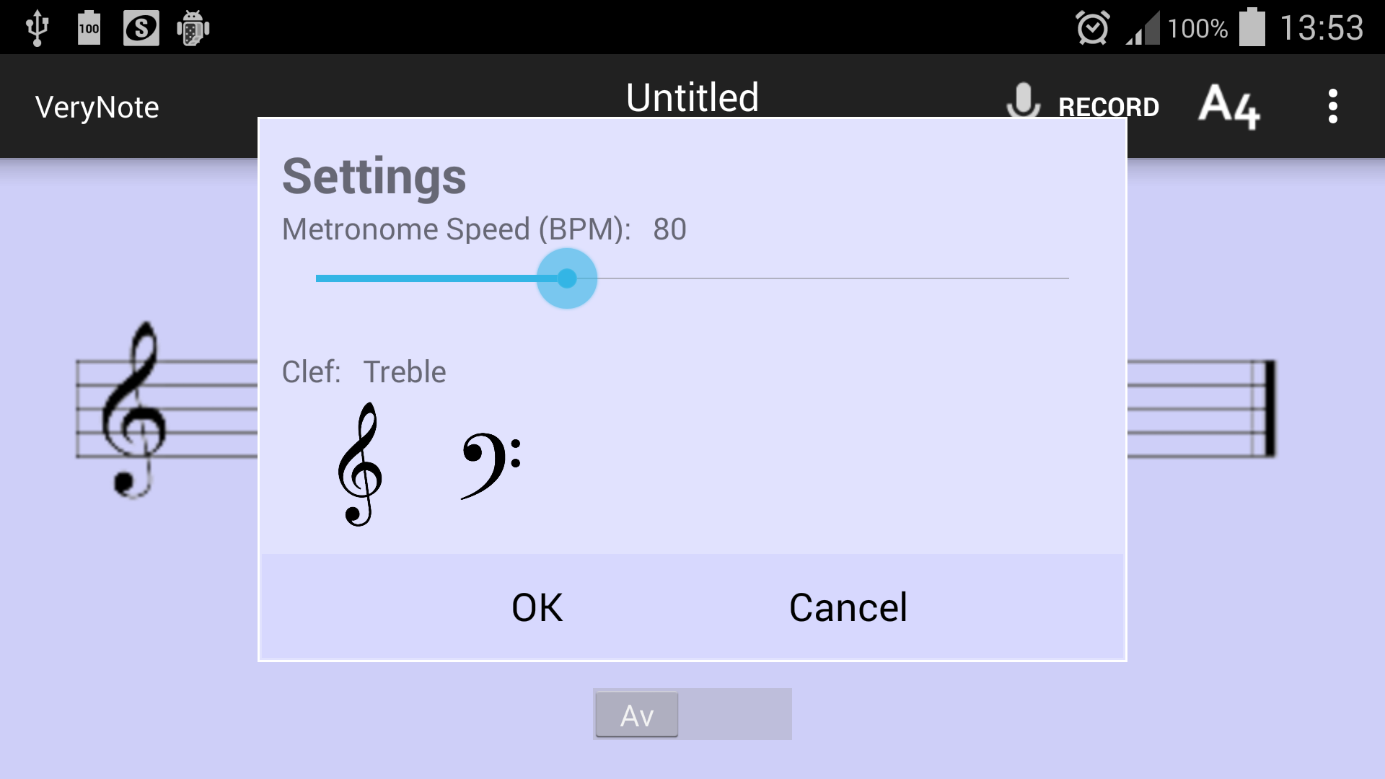 100 S 100% 13:53
VeryNote Untitled RECORD A4
Settings
Metronome Speed (BPM): 80
Clef: Treble
OK Cancel
Av